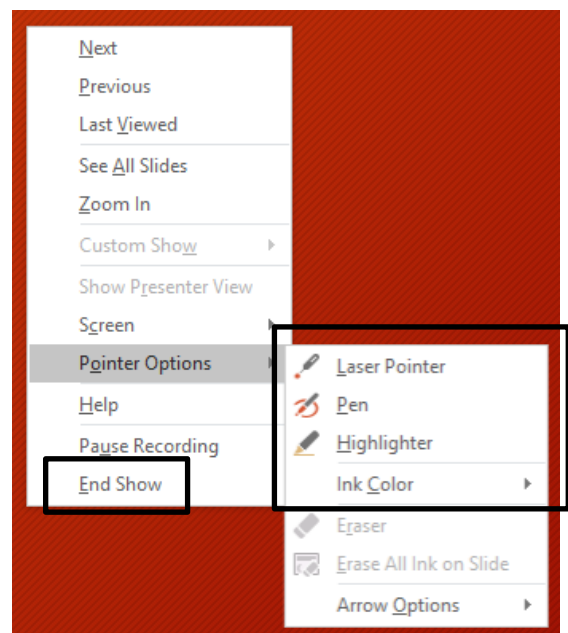 Next
Previous
Last Viewed
See All Slides
Zoom In
Custom Show
Show Presenter View
Screen
Pointer Options
Help
Pause Recording
End Show
Laser Pointer
Pen
Highlighter
Ink Color
Eraser
Erase All Ink on Slide
Arrow Options